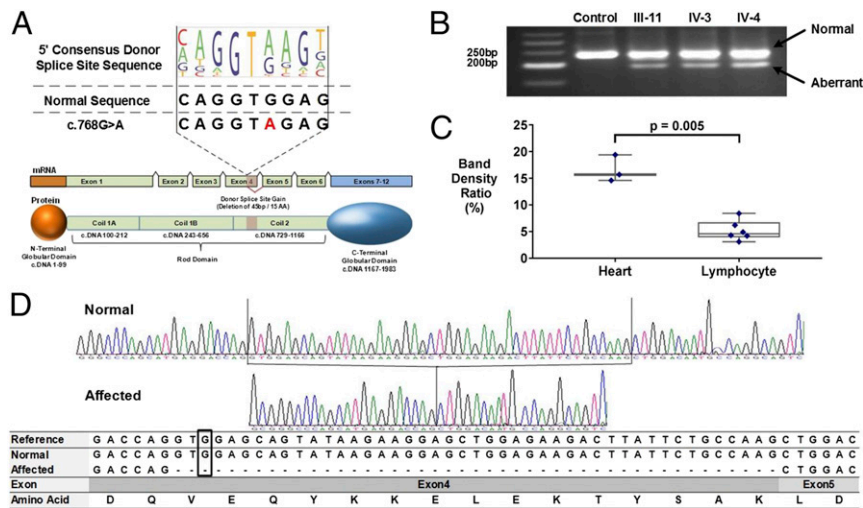 A
5' Consensus Donor
Splice Site Sequence
Normal Sequence C A G G T G G A G
c.768G>A C A G G T A G A G
mRNA
Exon 1 Exon 2 Exon 3 Exon 4 Exon 5 Exon 6 Exons 7-12
Donor Splice Site Gain
(Deletion of 45bp / 15 AA)
Protein
Coil 1A Coil 1B Coil 2
c.DNA 100-212 c.DNA 243-656 c.DNA 729-1166
N-Terminal
Globular Domain
c.DNA 1-99
Rod Domain
C-Terminal
Globular Domain
c.DNA 1167-1983
B
Control III-11 IV-3 IV-4
250bp
200bp
Normal
Aberrant
C
p = 0.005
Band
Density
Ratio
(%)
25
20
15
10
5
0
Heart Lymphocyte
D
Normal
Affected
Reference G A C C A G G T G G A G C A G T A T A A G A A G G A G C T G G A G A A G A C T T A T T C T G C C A A G C T G G A C
Normal G A C C A G G T G G A G C A G T A T A A G A A G G A G C T G G A G A A G A C T T A T T C T G C C A A G C T G G A C
Affected G A C C A G - - - - - - - - - - - - - - - - - - - - - - - - - - - - - - - - - - - - - - - - - - - - - C T G G A C
Exon Exon4 Exon5
Amino Acid D Q V E Q Y K K E L E K T Y S A K L D